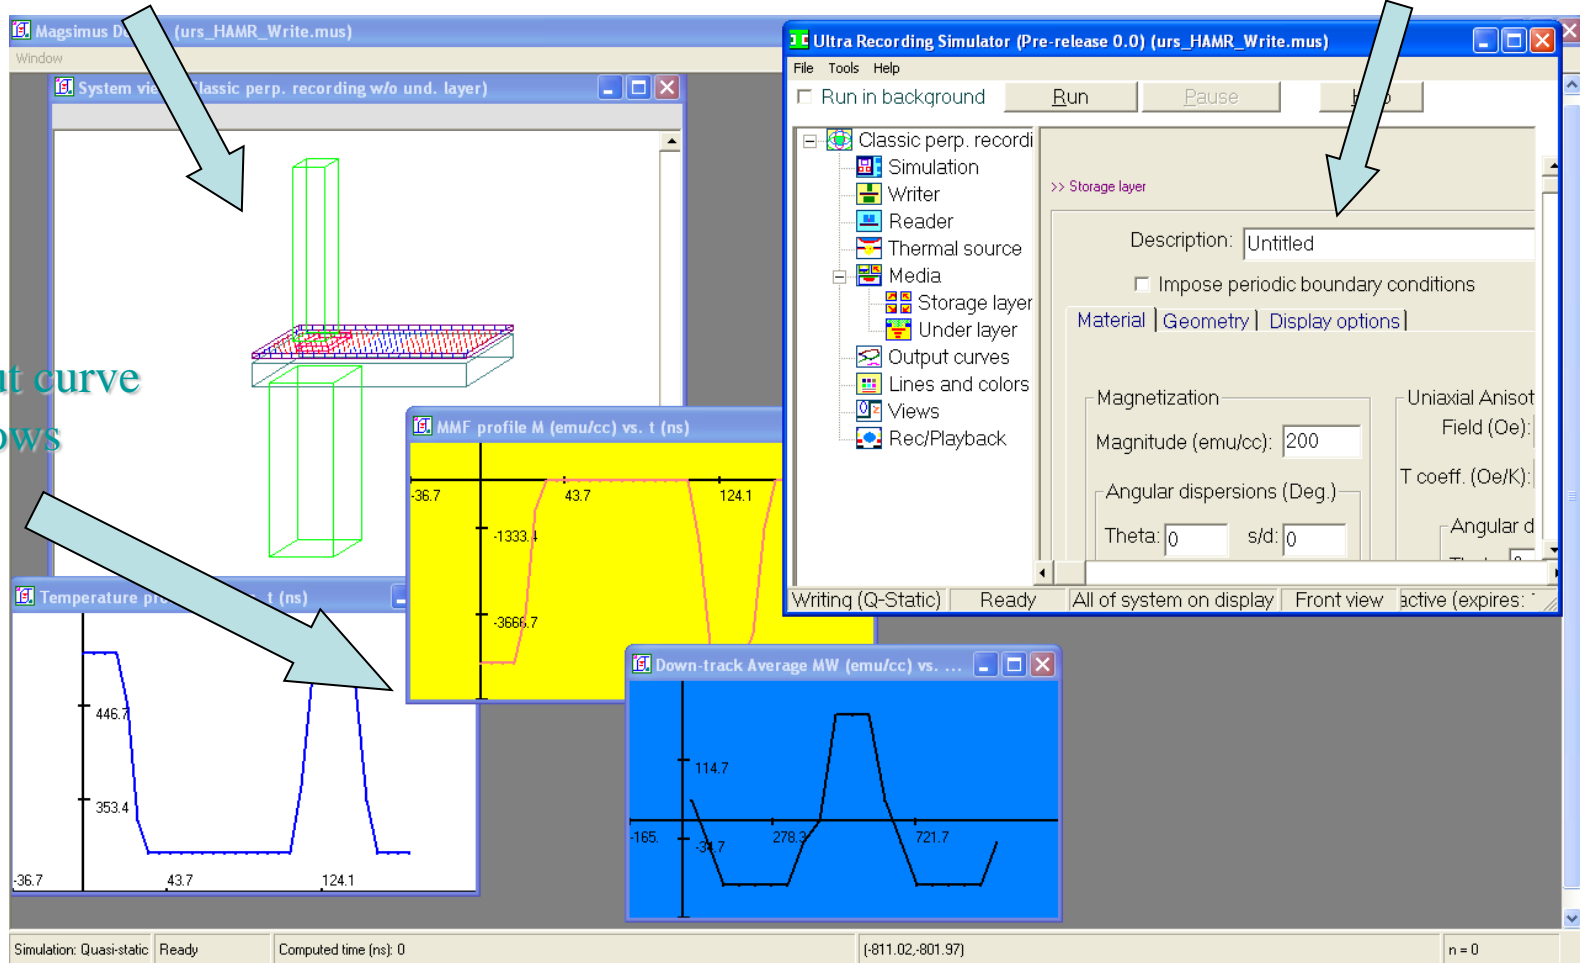 Magsimus D
(urs_HAMR_Write.mus)
Window
System vie
Classic perp. recording w/o und. layer)
ut curve
ows
MMF profile M (emu/cc) vs. t (ns)
-36.7
43.7
124.1
-1333.4
-3666.7
Temperature pr
t (ns)
446.7
353.4
-36.7
43.7
124.1
Down-track Average MW (emu/cc) vs. ...
114.7
-165.
278.3
721.7
-34.7
Ultra Recording Simulator (Pre-release 0.0) (urs_HAMR_Write.mus)
File Tools Help
Run in background Run Pause
Classic perp. recordi
Simulation
Writer
Reader
Thermal source
Media
Storage layer
Under layer
Output curves
Lines and colors
Views
Rec/Playback
>> Storage layer
Description: Untitled
Impose periodic boundary conditions
Material Geometry Display options
Magnetization
Magnitude (emu/cc): 200
Angular dispersions (Deg.)
Theta: 0 s/d: 0
Uniaxial Anisot
Field (Oe):
T coeff. (Oe/K):
Angular d
Writing (Q-Static) Ready All of system on display Front view active (expires:
Simulation: Quasi-static Ready Computed time (ns): 0 (-811.02,-801.97) n = 0